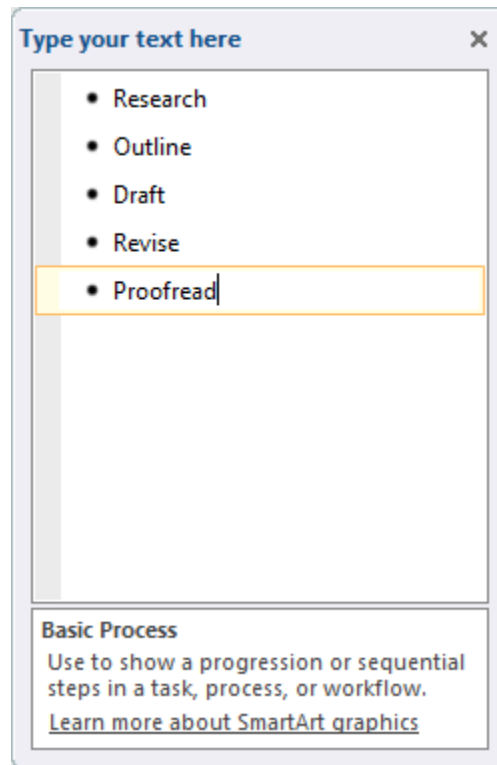 Type your text here
• Research
• Outline
• Draft
• Revise
• Proofread
Basic Process
Use to show a progression or sequential
steps in a task, process, or workflow.
Learn more about SmartArt graphics